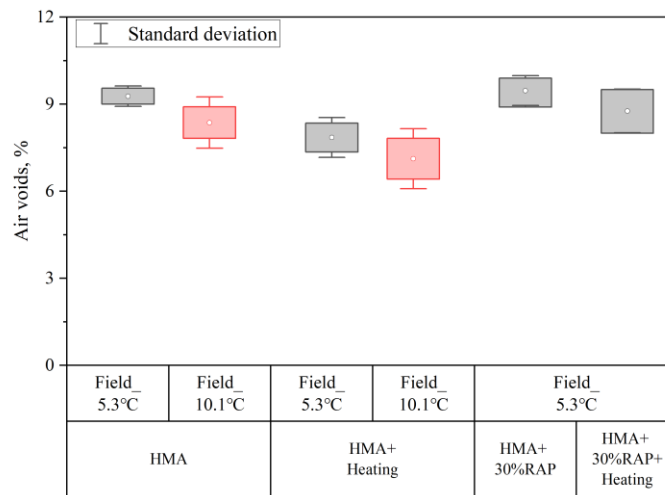 12
Standard deviation
9
6
3
0
Air voids, %
Field_
5.3℃
Field_
10.1℃
Field_
5.3℃
Field_
10.1℃
Field_
5.3℃
HMA
HMA+
Heating
HMA+
30%RAP
HMA+
30%RAP+
Heating